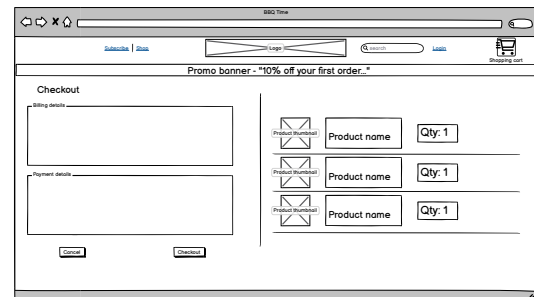 BBQ Time
Subscribe Shop
Logo
search
Login
Shopping cart
Promo banner - "10% off your first order..."
Checkout
Billing details
Payment details
Cancel
Checkout
Product thumbnail Product name Qty: 1
Product thumbnail Product name Qty: 1
Product thumbnail Product name Qty: 1